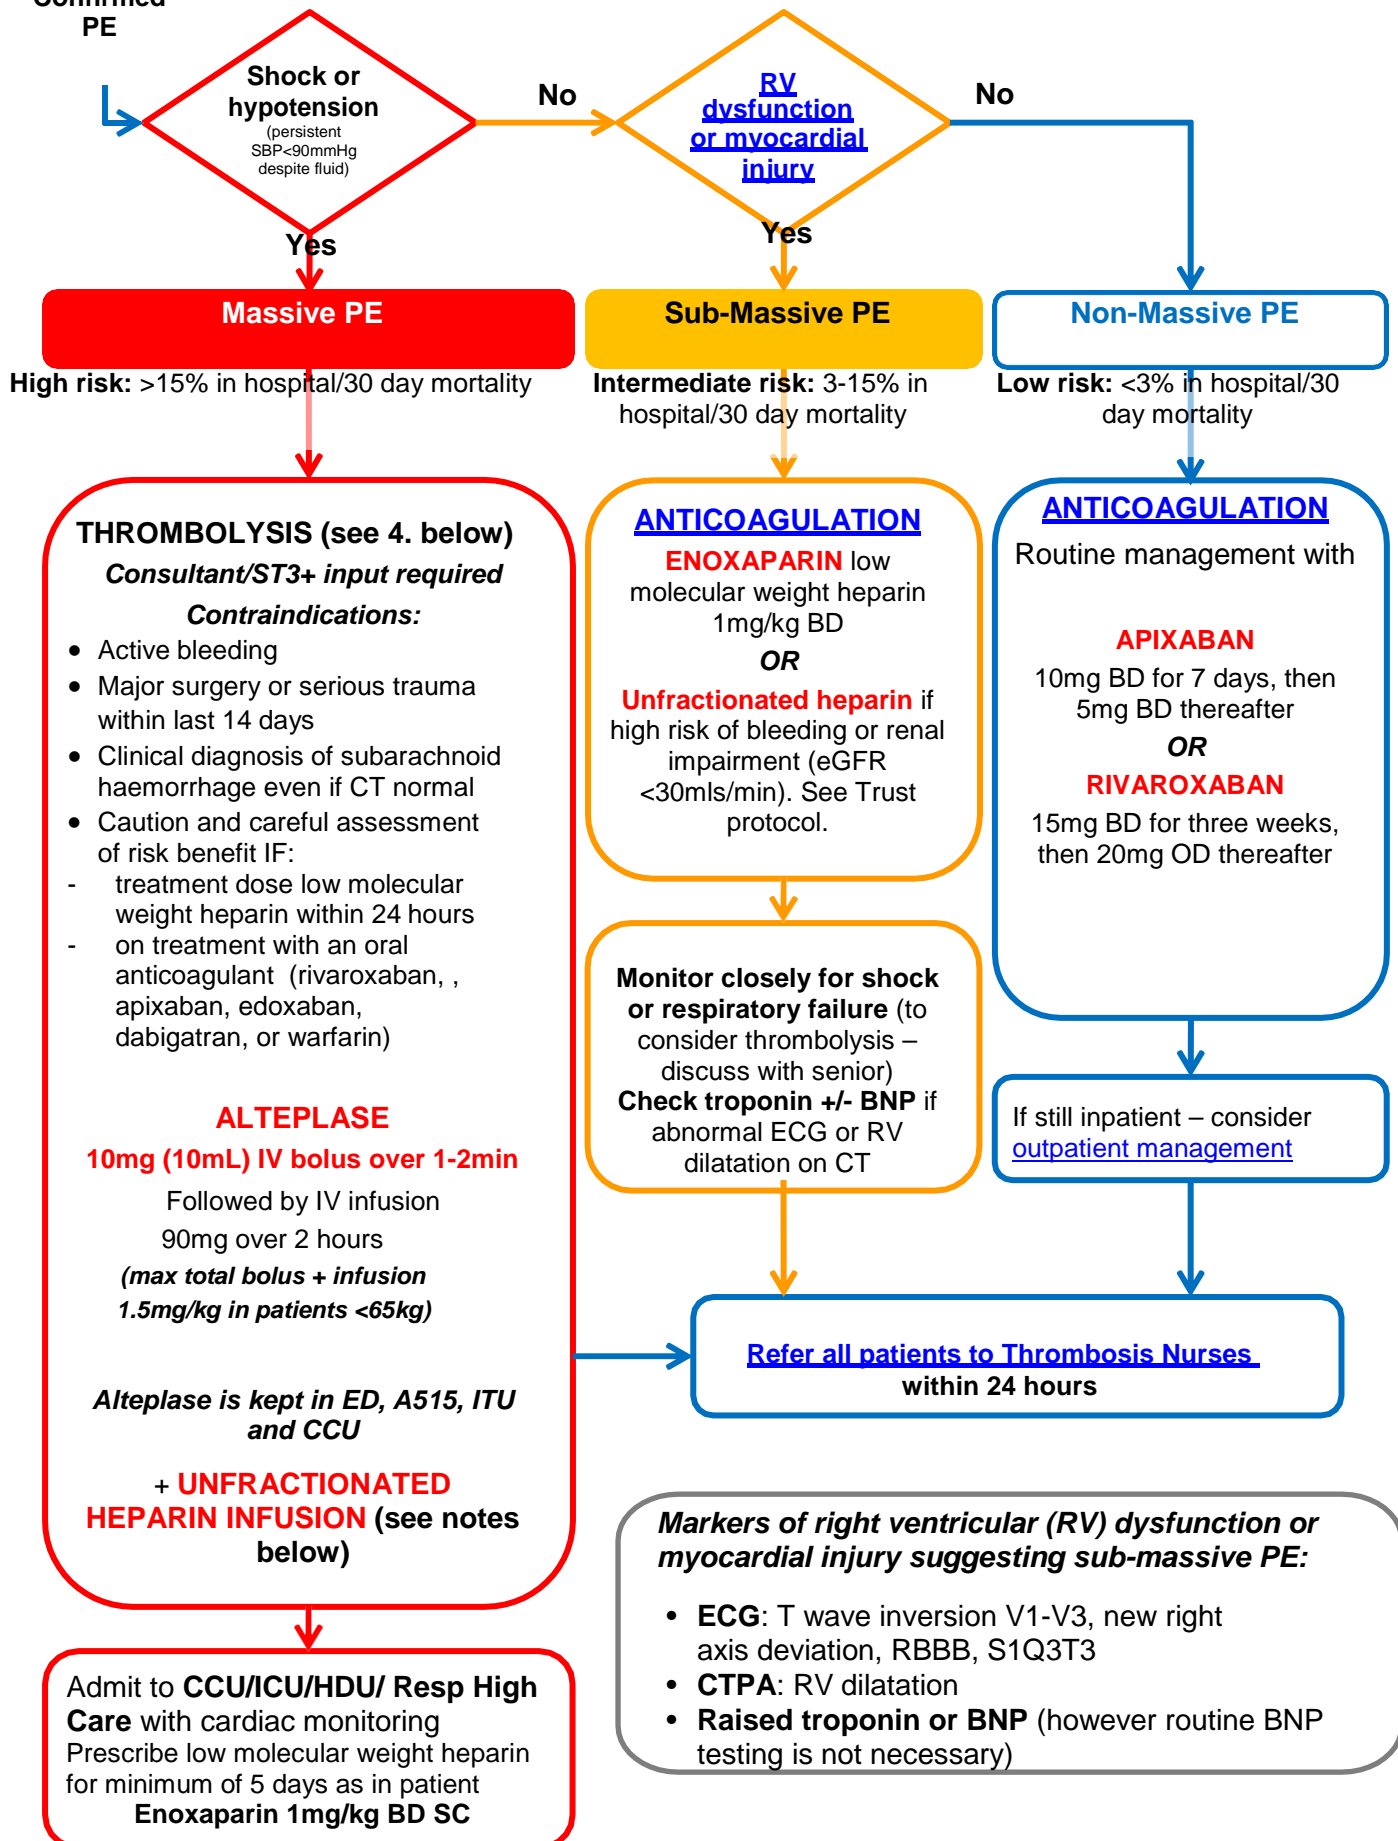 Confirmed
PE
Shock or
hypotension
(persistent
SBP<90mmHg
despite fluid)
No
RV
dysfunction
or myocardial
injury
No
Yes
Yes
Massive PE
Sub-Massive PE
Non-Massive PE
High risk: >15% in hospital/30 day mortality
Intermediate risk: 3-15% in
hospital/30 day mortality
Low risk: <3% in hospital/30
day mortality
THROMBOLYSIS (see 4. below)
Consultant/ST3+ input required
Contraindications:
• Active bleeding
• Major surgery or serious trauma
within last 14 days
• Clinical diagnosis of subarachnoid
haemorrhage even if CT normal
• Caution and careful assessment
of risk benefit IF:
- treatment dose low molecular
weight heparin within 24 hours
- on treatment with an oral
anticoagulant (rivaroxaban, ,
apixaban, edoxaban,
dabigatran, or warfarin)
ALTEPLASE
10mg (10mL) IV bolus over 1-2min
Followed by IV infusion
90mg over 2 hours
(max total bolus + infusion
1.5mg/kg in patients <65kg)
Alteplase is kept in ED, A515, ITU
and CCU
+ UNFRACTIONATED
HEPARIN INFUSION (see notes
below)
Admit to CCU/ICU/HDU/ Resp High
Care with cardiac monitoring
Prescribe low molecular weight heparin
for minimum of 5 days as in patient
Enoxaparin 1mg/kg BD SC
ANTICOAGULATION
ENOXAPARIN low
molecular weight heparin
1mg/kg BD
OR
Unfractionated heparin if
high risk of bleeding or renal
impairment (eGFR
<30mls/min). See Trust
protocol.
Monitor closely for shock
or respiratory failure (to
consider thrombolysis –
discuss with senior)
Check troponin +/- BNP if
abnormal ECG or RV
dilatation on CT
ANTICOAGULATION
Routine management with
APIXABAN
10mg BD for 7 days, then
5mg BD thereafter
OR
RIVAROXABAN
15mg BD for three weeks,
then 20mg OD thereafter
If still inpatient – consider
outpatient management
Refer all patients to Thrombosis Nurses
within 24 hours
Markers of right ventricular (RV) dysfunction or
myocardial injury suggesting sub-massive PE:
• ECG: T wave inversion V1-V3, new right
axis deviation, RBBB, S1Q3T3
• CTPA: RV dilatation
• Raised troponin or BNP (however routine BNP
testing is not necessary)